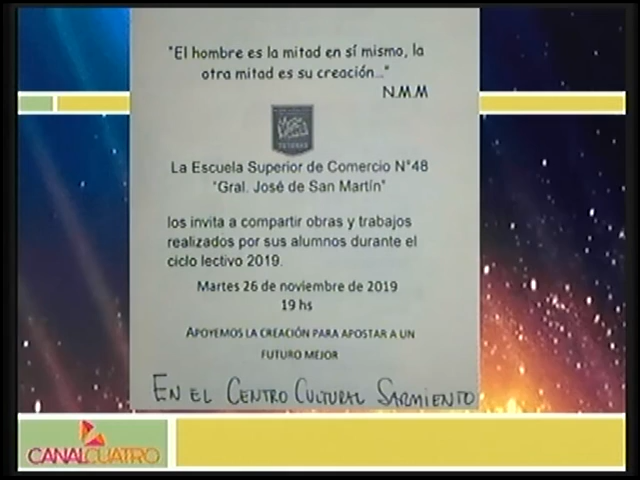 "El hombre es la mitad en sí mismo, la
otra mitad es su creación..."
N.M.M
La Escuela Superior de Comercio N°48
"Gral. José de San Martín"
los invita a compartir obras y trabajos
realizados por sus alumnos durante el
ciclo lectivo 2019.
Martes 26 de noviembre de 2019
19 hs
APOYEMOS LA CREACIÓN PARA APOSTAR A UN
FUTURO MEJOR
EN EL CENTRO CULTURAL SARMIENTO
CANALCUATRO